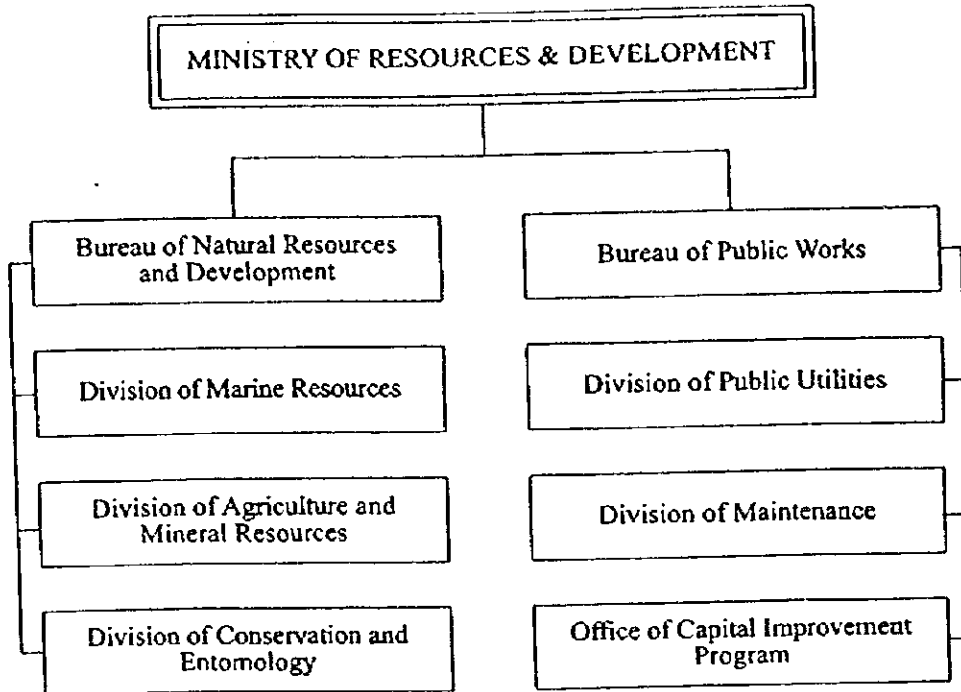 MINISTRY OF RESOURCES & DEVELOPMENT
Bureau of Natural Resources
and Development
Bureau of Public Works
Division of Marine Resources
Division of Public Utilities
Division of Agriculture and
Mineral Resources
Division of Maintenance
Division of Conservation and
Entomology
Office of Capital Improvement
Program